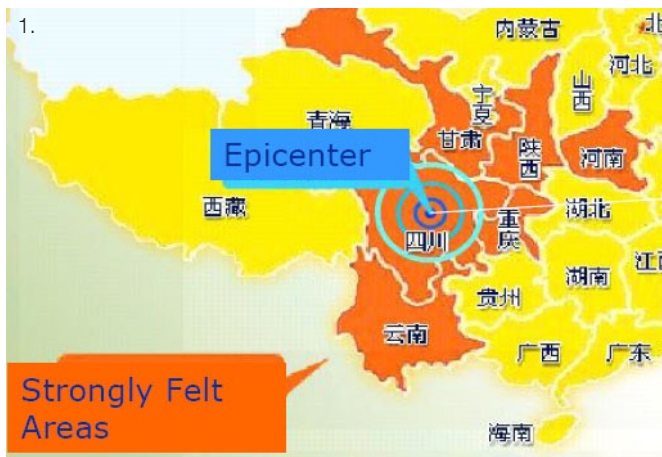 1.
内蒙古
北
河北
山西
宁夏
青海
甘肃
陕西
河南
Epicenter
西藏
四川
重庆
湖北
江西
湖南
贵州
云南
广西
广东
Strongly Felt
Areas
海南